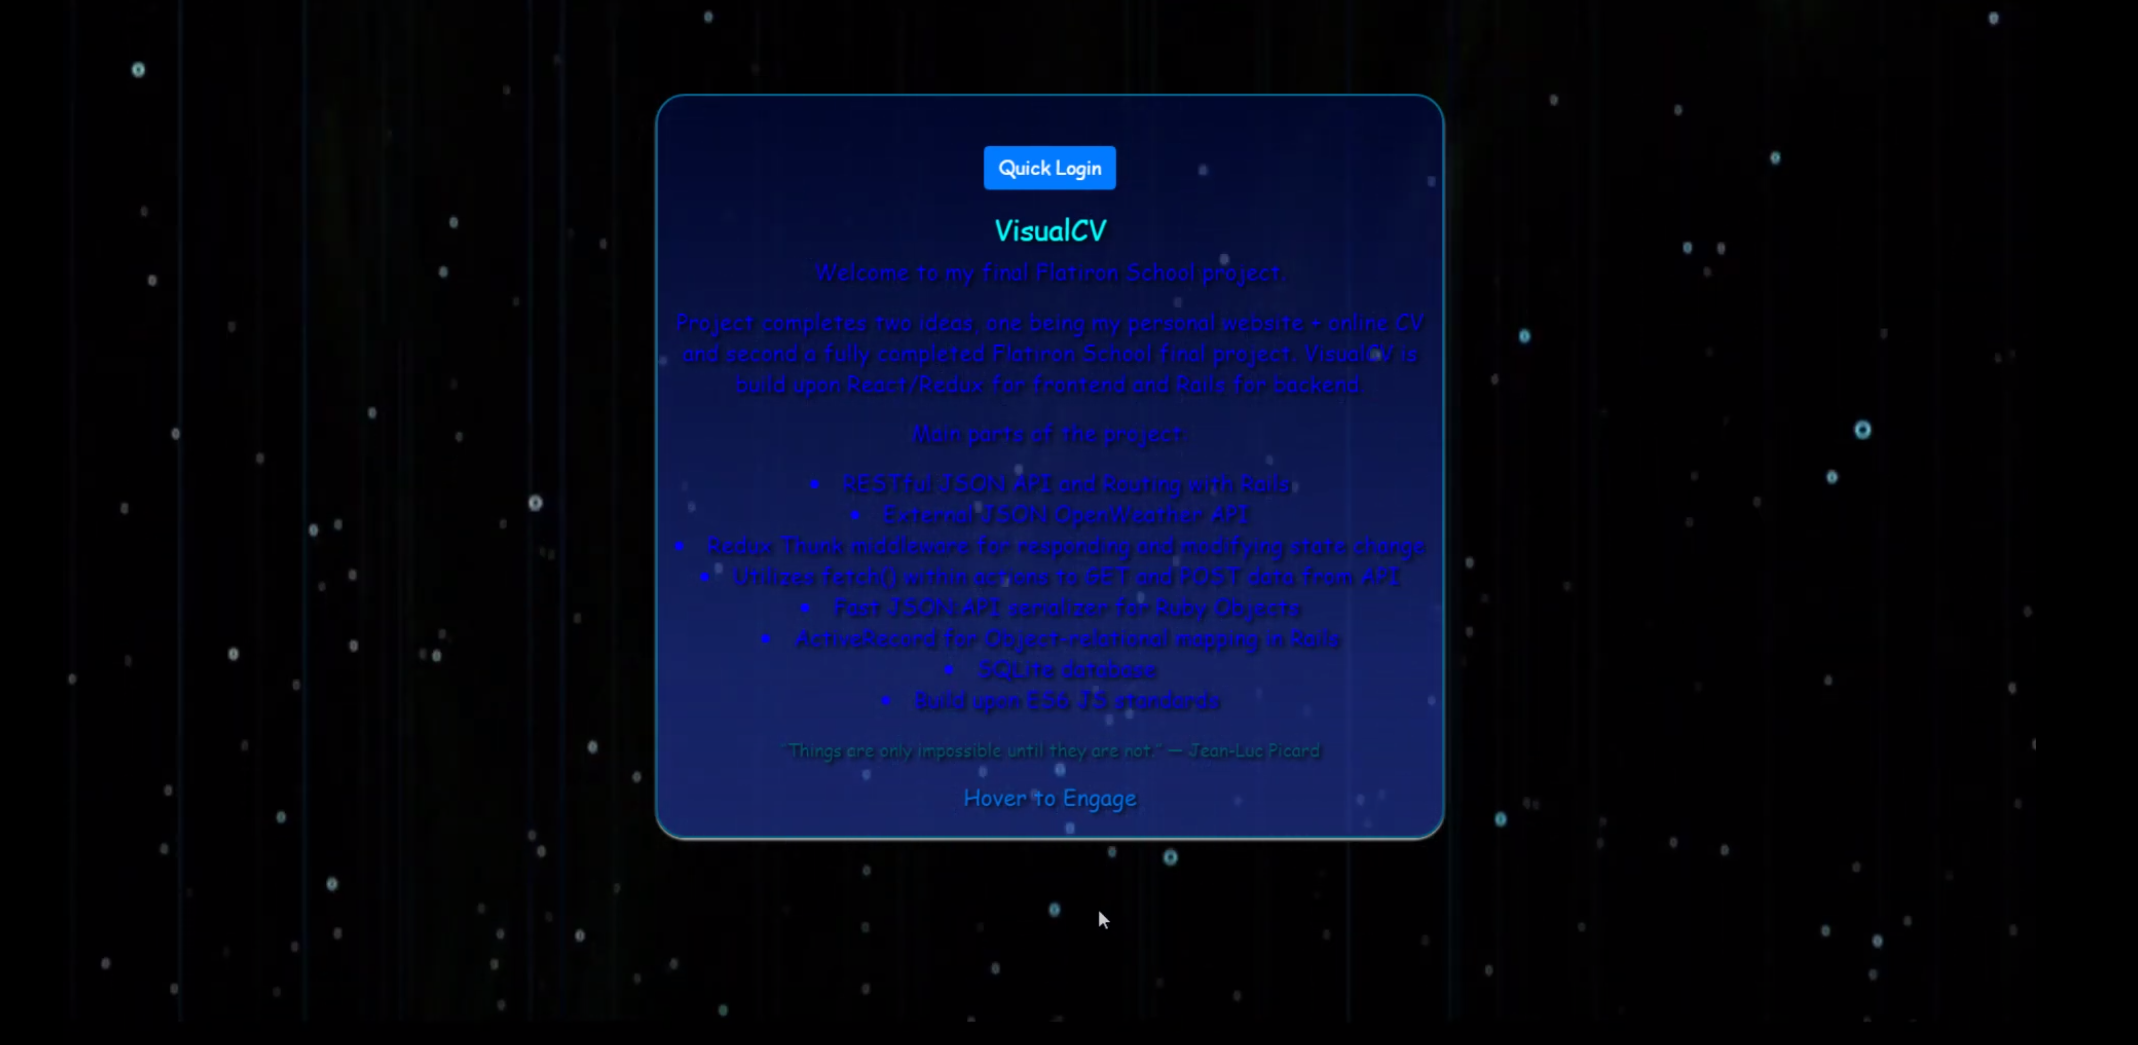 Quick Login
VisualCV
Welcome to my final Flatiron School project.
Project completes two ideas, one being my personal website + online CV
and second a fully completed Flatiron School final project. VisualCV is
build upon React/Redux for frontend and Rails for backend.
Main parts of the project:
• RESTful JSON API and Routing with Rails
• External JSON OpenWeather API
• Redux Thunk middleware for responding and modifying state change
• Utilizes fetch() within actions to GET and POST data from API
• Fast JSON:API serializer for Ruby Objects
• ActiveRecord for Object-relational mapping in Rails
• SQLite database
• Build upon ES6 JS standards
"Things are only impossible until they are not." — Jean-Luc Picard
Hover to Engage